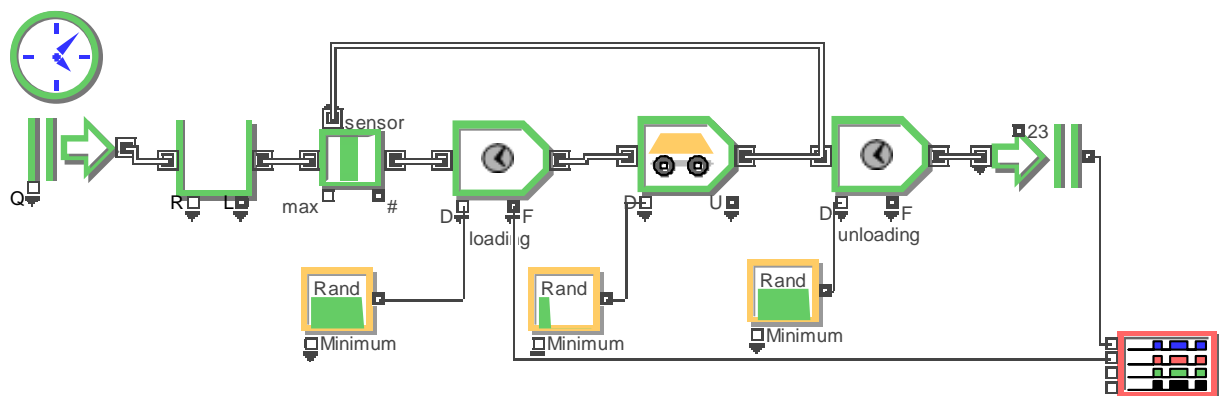 sensor
23
Q
R
L
max
#
D
F
D
U
D
F
loading
unloading
Rand
Rand
Rand
Minimum
Minimum
Minimum